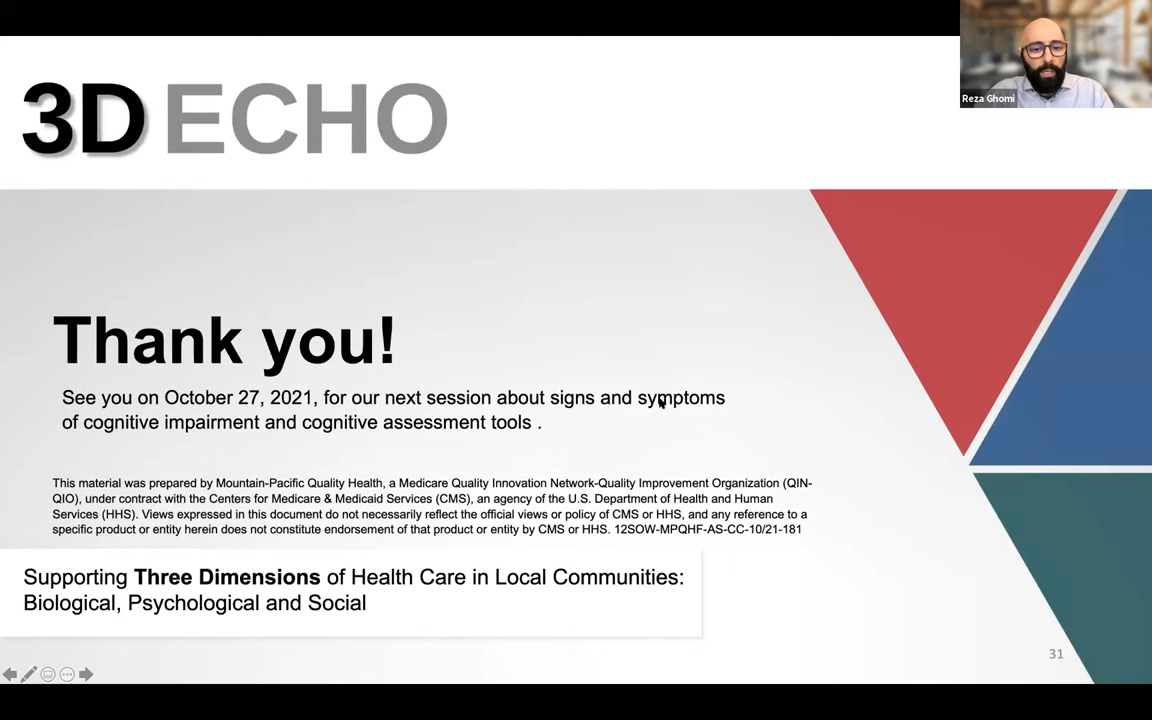 Reza Ghomi
3D ECHO
Thank you!
See you on October 27, 2021, for our next session about signs and symptoms
of cognitive impairment and cognitive assessment tools .
This material was prepared by Mountain-Pacific Quality Health, a Medicare Quality Innovation Network-Quality Improvement Organization (QIN-
QIO), under contract with the Centers for Medicare & Medicaid Services (CMS), an agency of the U.S. Department of Health and Human
Services (HHS). Views expressed in this document do not necessarily reflect the official views or policy of CMS or HHS, and any reference to a
specific product or entity herein does not constitute endorsement of that product or entity by CMS or HHS. 12SOW-MPQHF-AS-CC-10/21-181
Supporting Three Dimensions of Health Care in Local Communities:
Biological, Psychological and Social
31